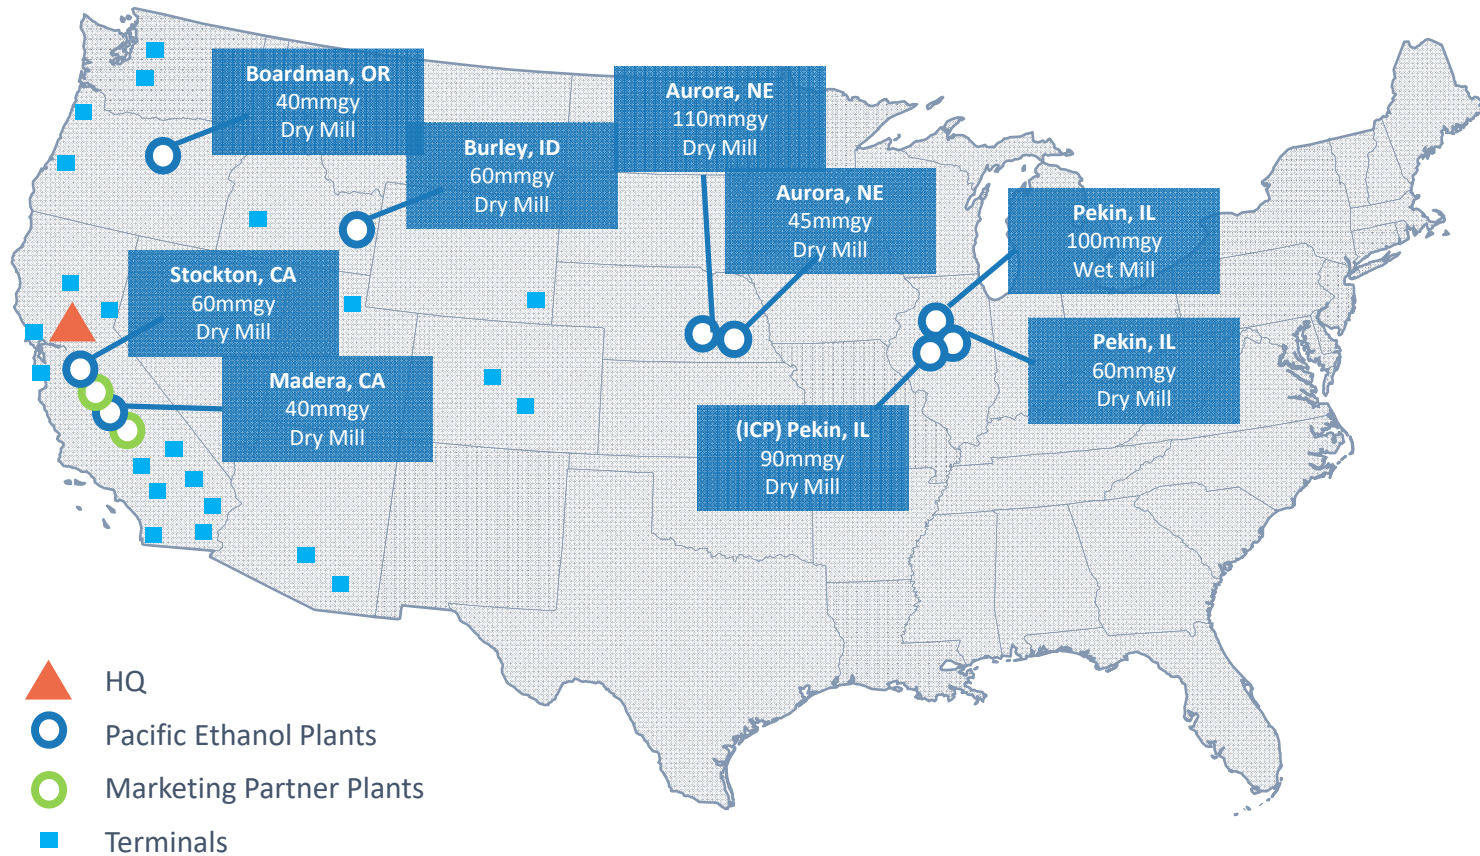 Boardman, OR
40mmgy
Dry Mill
Burley, ID
60mmgy
Dry Mill
Aurora, NE
110mmgy
Dry Mill
Aurora, NE
45mmgy
Dry Mill
Pekin, IL
100mmgy
Wet Mill
Stockton, CA
60mmgy
Dry Mill
Pekin, IL
60mmgy
Dry Mill
Madera, CA
40mmgy
Dry Mill
(ICP) Pekin, IL
90mmgy
Dry Mill
HQ
Pacific Ethanol Plants
Marketing Partner Plants
Terminals